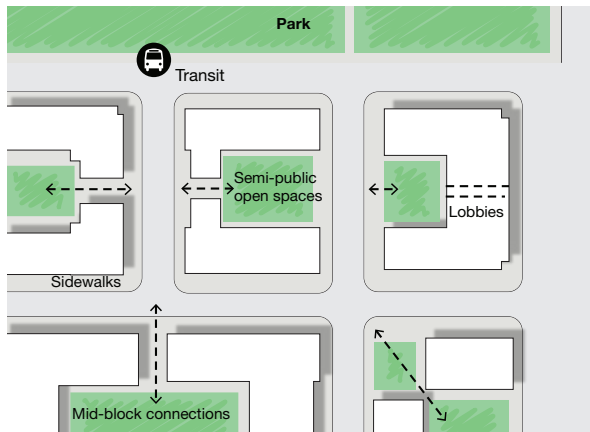 Park
Transit
Semi-public
open spaces
Lobbies
Sidewalks
Mid-block connections